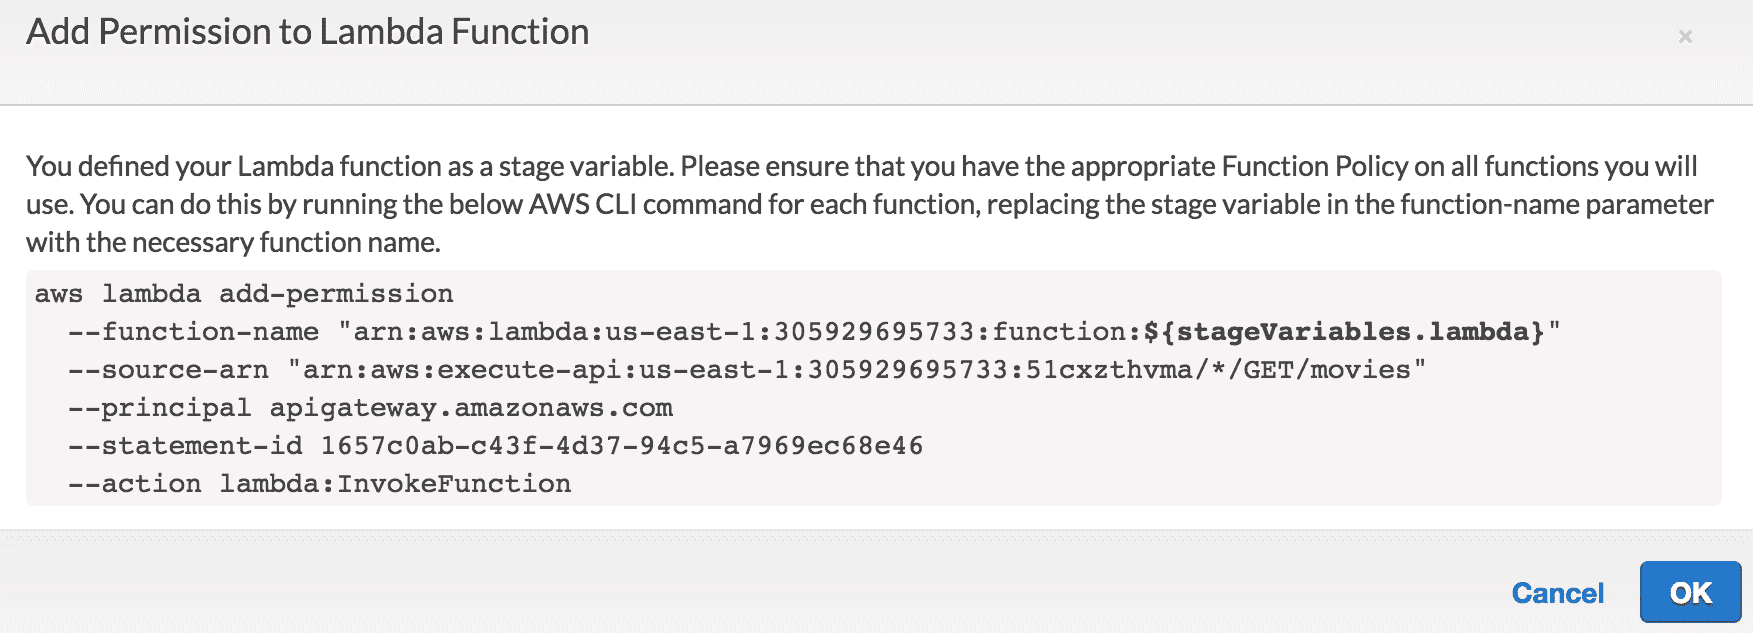 Add Permission to Lambda Function
×
You defined your Lambda function as a stage variable. Please ensure that you have the appropriate Function Policy on all functions you will
use. You can do this by running the below AWS CLI command for each function, replacing the stage variable in the function-name parameter
with the necessary function name.
aws lambda add-permission
--function-name "arn:aws:lambda:us-east-1:305929695733:function:${stageVariables.lambda}"
--source-arn "arn:aws:execute-api:us-east-1:305929695733:51cxzthvma/*/GET/movies"
--principal apigateway.amazonaws.com
--statement-id 1657c0ab-c43f-4d37-94c5-a7969ec68e46
--action lambda:InvokeFunction
Cancel
OK